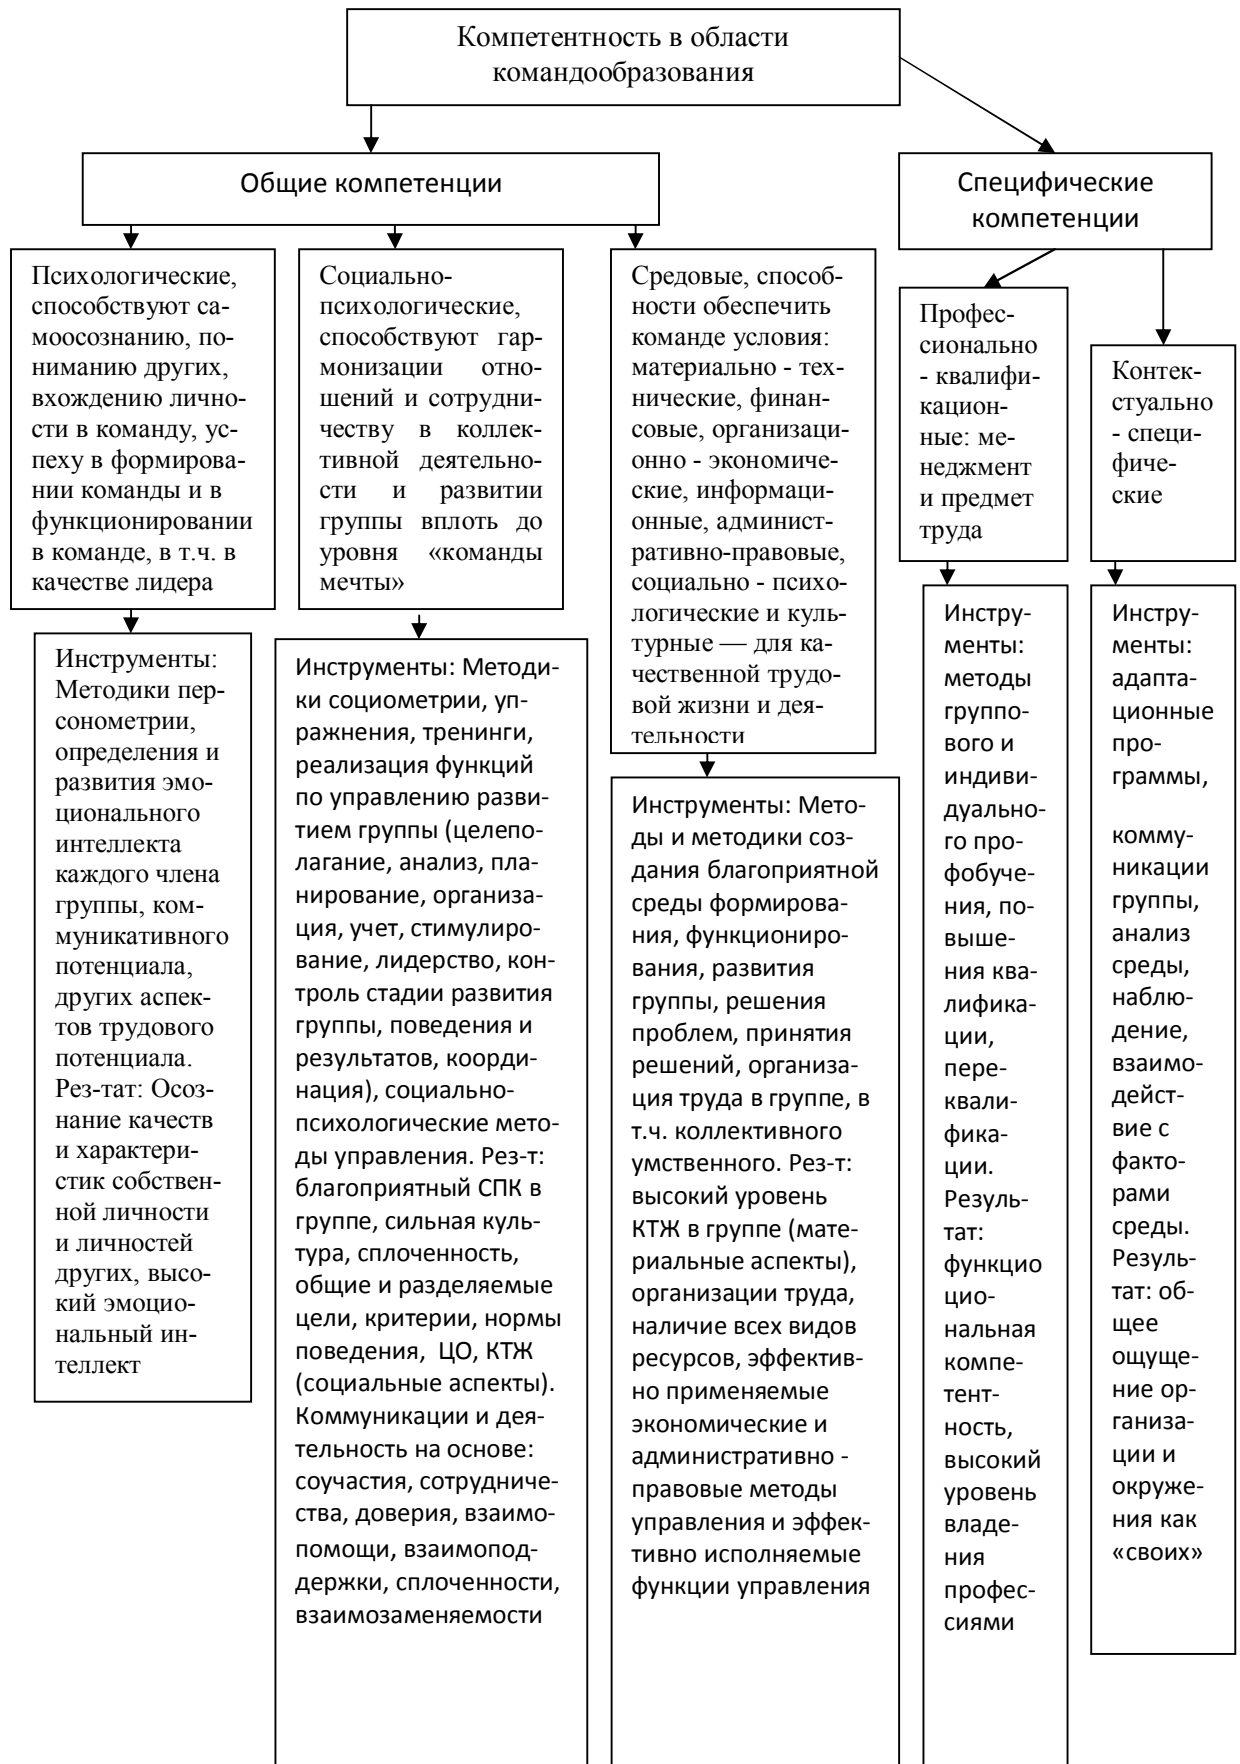 Компетентность в области
командообразования
Общие компетенции
Специфические
компетенции
Психологические,
способствуют са-
моосознанию, по-
ниманию других,
вхождению лично-
сти в команду, ус-
пеху в формирова-
нии команды и в
функционировании
в команде, в т.ч. в
качестве лидера
Социально-
психологические,
способствуют гар-
монизации отно-
шений и сотрудни-
честву в коллек-
тивной деятельно-
сти и развитии
группы вплоть до
уровня «команды
мечты»
Средовые, способ-
ности обеспечить
команде условия:
материально - тех-
нические, финан-
совые, организаци-
онно - экономиче-
ские, информаци-
онные, админист-
ративно-правовые,
социально - психо-
логические и куль-
турные — для ка-
чественной трудо-
вой жизни и дея-
тельности
Профес-
сионально
- квалифи-
кацион-
ные: ме-
неджмент
и предмет
труда
Контек-
стуально
- специ-
фиче-
ские
Инструменты:
Методики пер-
сонометрии,
определения и
развития эмо-
ционального
интеллекта
каждого члена
группы, ком-
муникативного
потенциала,
других аспек-
тов трудового
потенциала.
Рез-тат: Осоз-
нание качеств
и характери-
стик собствен-
ной личности
и личностей
других, высо-
кий эмоцио-
нальный ин-
теллект
Инструменты: Методи-
ки социометрии, уп-
ражнения, тренинги,
реализация функций
по управлению разви-
тием группы (целепо-
лагание, анализ, пла-
нирование, организа-
ция, учет, стимулиро-
вание, лидерство, кон-
троль стадии развития
группы, поведения и
результатов, коорди-
нация), социально-
психологические мето-
ды управления. Рез-т:
благоприятный СПК в
группе, сильная куль-
тура, сплоченность,
общие и разделяемые
цели, критерии, нормы
поведения, ЦО, КТЖ
(социальные аспекты).
Коммуникации и дея-
тельность на основе:
соучастия, сотрудниче-
ства, доверия, взаимо-
помощи, взаимопод-
держки, сплоченности,
взаимозаменяемости
Инструменты: Мето-
ды и методики соз-
дания благоприятной
среды формирова-
ния, функциониро-
вания, развития
группы, решения
проблем, принятия
решений, организа-
ция труда в группе, в
т.ч. коллективного
умственного. Рез-т:
высокий уровень
КТЖ в группе (мате-
риальные аспекты),
организации труда,
наличие всех видов
ресурсов, эффектив-
но применяемые
экономические и
административно -
правовые методы
управления и эффек-
тивно исполняемые
функции управления
Инстру-
менты:
методы
группо-
вого и
индиви-
дуально-
го про-
фобуче-
ния, по-
выше-
ния ква-
лифика-
ции,
пере-
квали-
фика-
ции.
Резуль-
тат:
функцио
цио-
нальная
компе-
тент-
ность,
высокий
уровень
владе-
ния
профес-
сиями
Инстру-
менты:
адапта-
ционные
про-
граммы,
комму-
никации
группы,
анализ
среды,
наблю-
дение,
взаимо-
дейст-
вие с
факто-
рами
среды.
Резуль-
тат: об-
щее
ощуще-
ние ор-
ганиза-
ции и
окруже-
ния как
«своих»